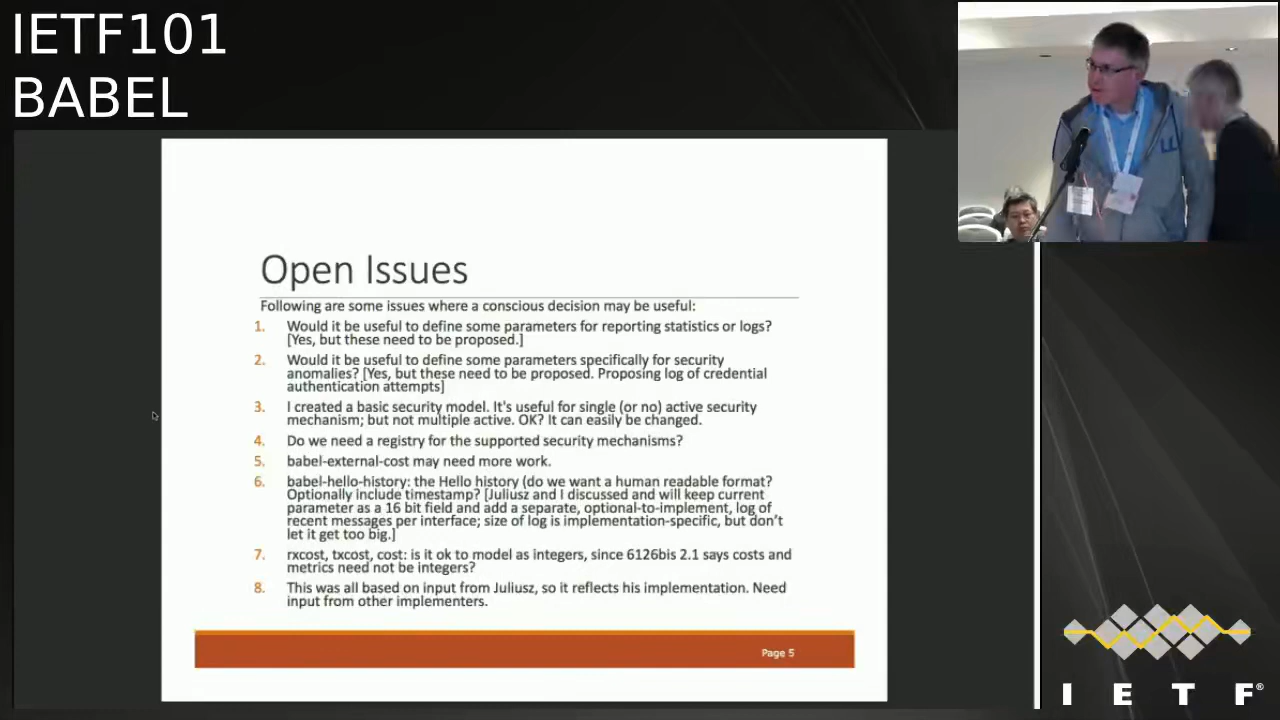 IETF101
BABEL
Open Issues
Following are some issues where a conscious decision may be useful:
1. Would it be useful to define some parameters for reporting statistics or logs?
[Yes, but these need to be proposed.]
2. Would it be useful to define some parameters specifically for security
anomalies? [Yes, but these need to be proposed. Proposing log of credential
authentication attempts]
3. I created a basic security model. It's useful for single (or no) active security
mechanism; but not multiple active. OK? It can easily be changed.
4. Do we need a registry for the supported security mechanisms?
5. babel-external-cost may need more work.
6. babel-hello-history: the Hello history (do we want a human readable format?
Optionally include timestamp? [Juliusz and I discussed and will keep current
parameter as a 16 bit field and add a separate, optional-to-implement, log of
recent messages per interface; size of log is implementation-specific, but don't
let it get too big.]
7. rxcost, txcost, cost: is it ok to model as integers, since 6126bis 2.1 says costs and
metrics need not be integers?
8. This was all based on input from Juliusz, so it reflects his implementation. Need
input from other implementers.
Page 5
I E T F®